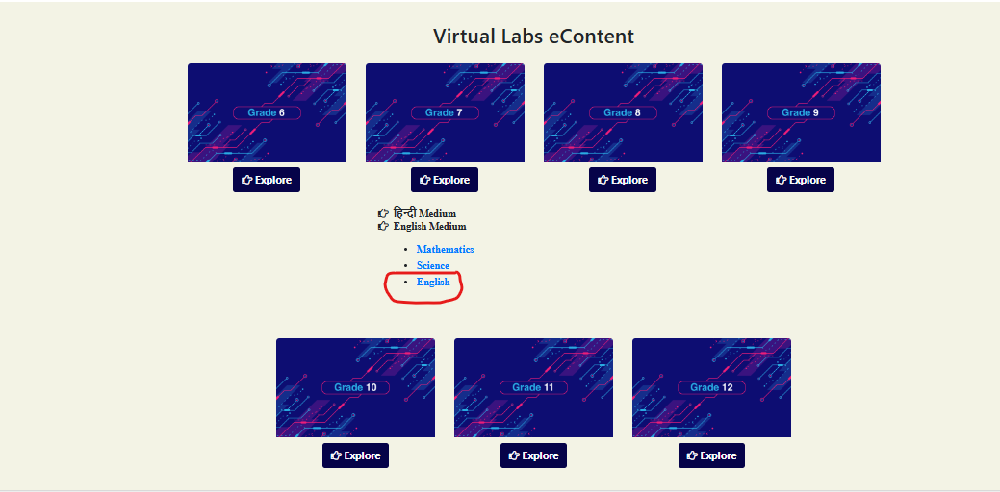 Virtual Labs eContent
Grade 6
Grade 7
Grade 8
Grade 9
Explore
Explore
Explore
Explore
हिन्दी Medium
English Medium
Mathematics
Science
English
Grade 10
Grade 11
Grade 12
Explore
Explore
Explore